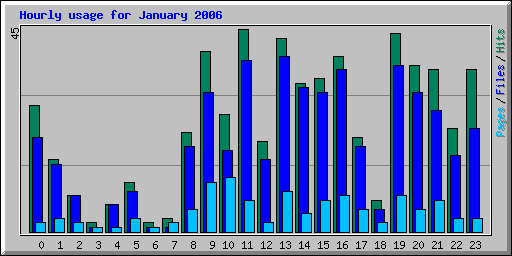 Hourly usage for January 2006
45
Pages / Files / Hits
0 1 2 3 4 5 6 7 8 9 10 11 12 13 14 15 16 17 18 19 20 21 22 23